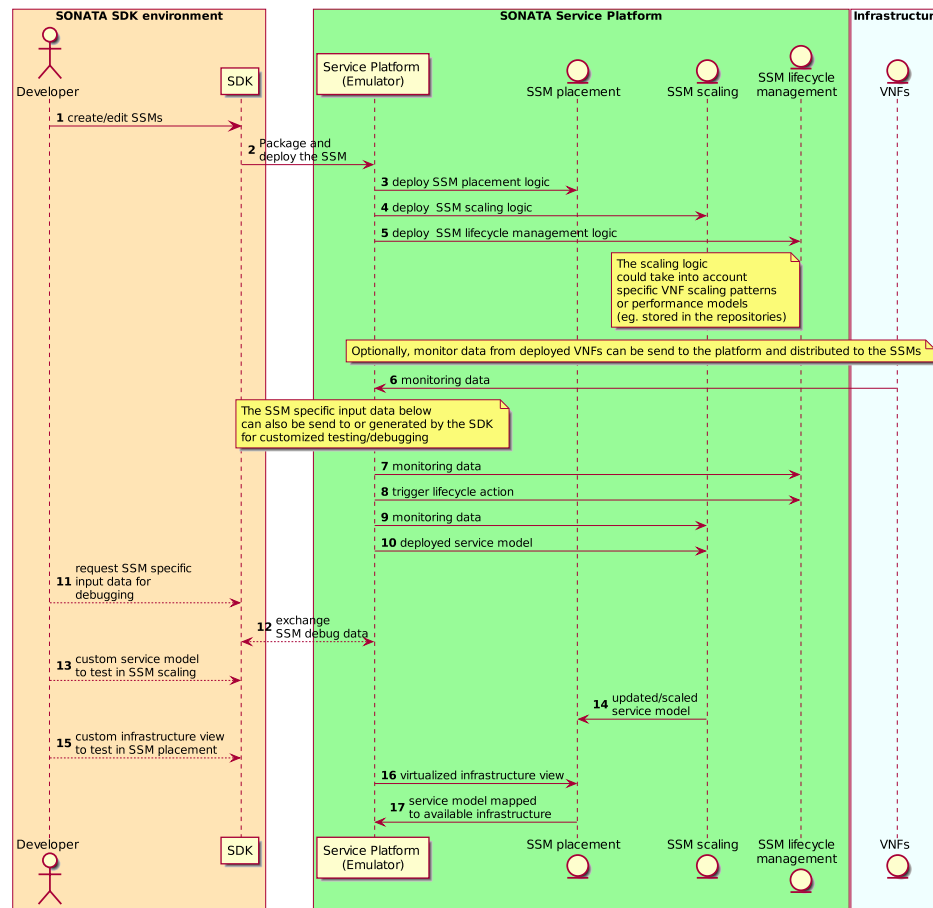 SONATA SDK environment
SONATA Service Platform
Infrastructur
Developer
SDK
Service Platform
(Emulator)
SSM placement
SSM scaling
SSM lifecycle
management
VNFs
1 create/edit SSMs
2 Package and
deploy the SSM
3 deploy SSM placement logic
4 deploy  SSM scaling logic
5 deploy  SSM lifecycle management logic
The scaling logic
could take into account
specific VNF scaling patterns
or performance models
(eg. stored in the repositories)
Optionally, monitor data from deployed VNFs can be send to the platform and distributed to the SSMs
6 monitoring data
The SSM specific input data below
can also be send to or generated by the SDK
for customized testing/debugging
7 monitoring data
8 trigger lifecycle action
9 monitoring data
10 deployed service model
request SSM specific
11 input data for
debugging
12 exchange
SSM debug data
13 custom service model
to test in SSM scaling
14 updated/scaled
service model
15 custom infrastructure view
to test in SSM placement
16 virtualized infrastructure view
17 service model mapped
to available infrastructure
Developer
SDK
Service Platform
(Emulator)
SSM placement
SSM scaling
SSM lifecycle
management
VNFs